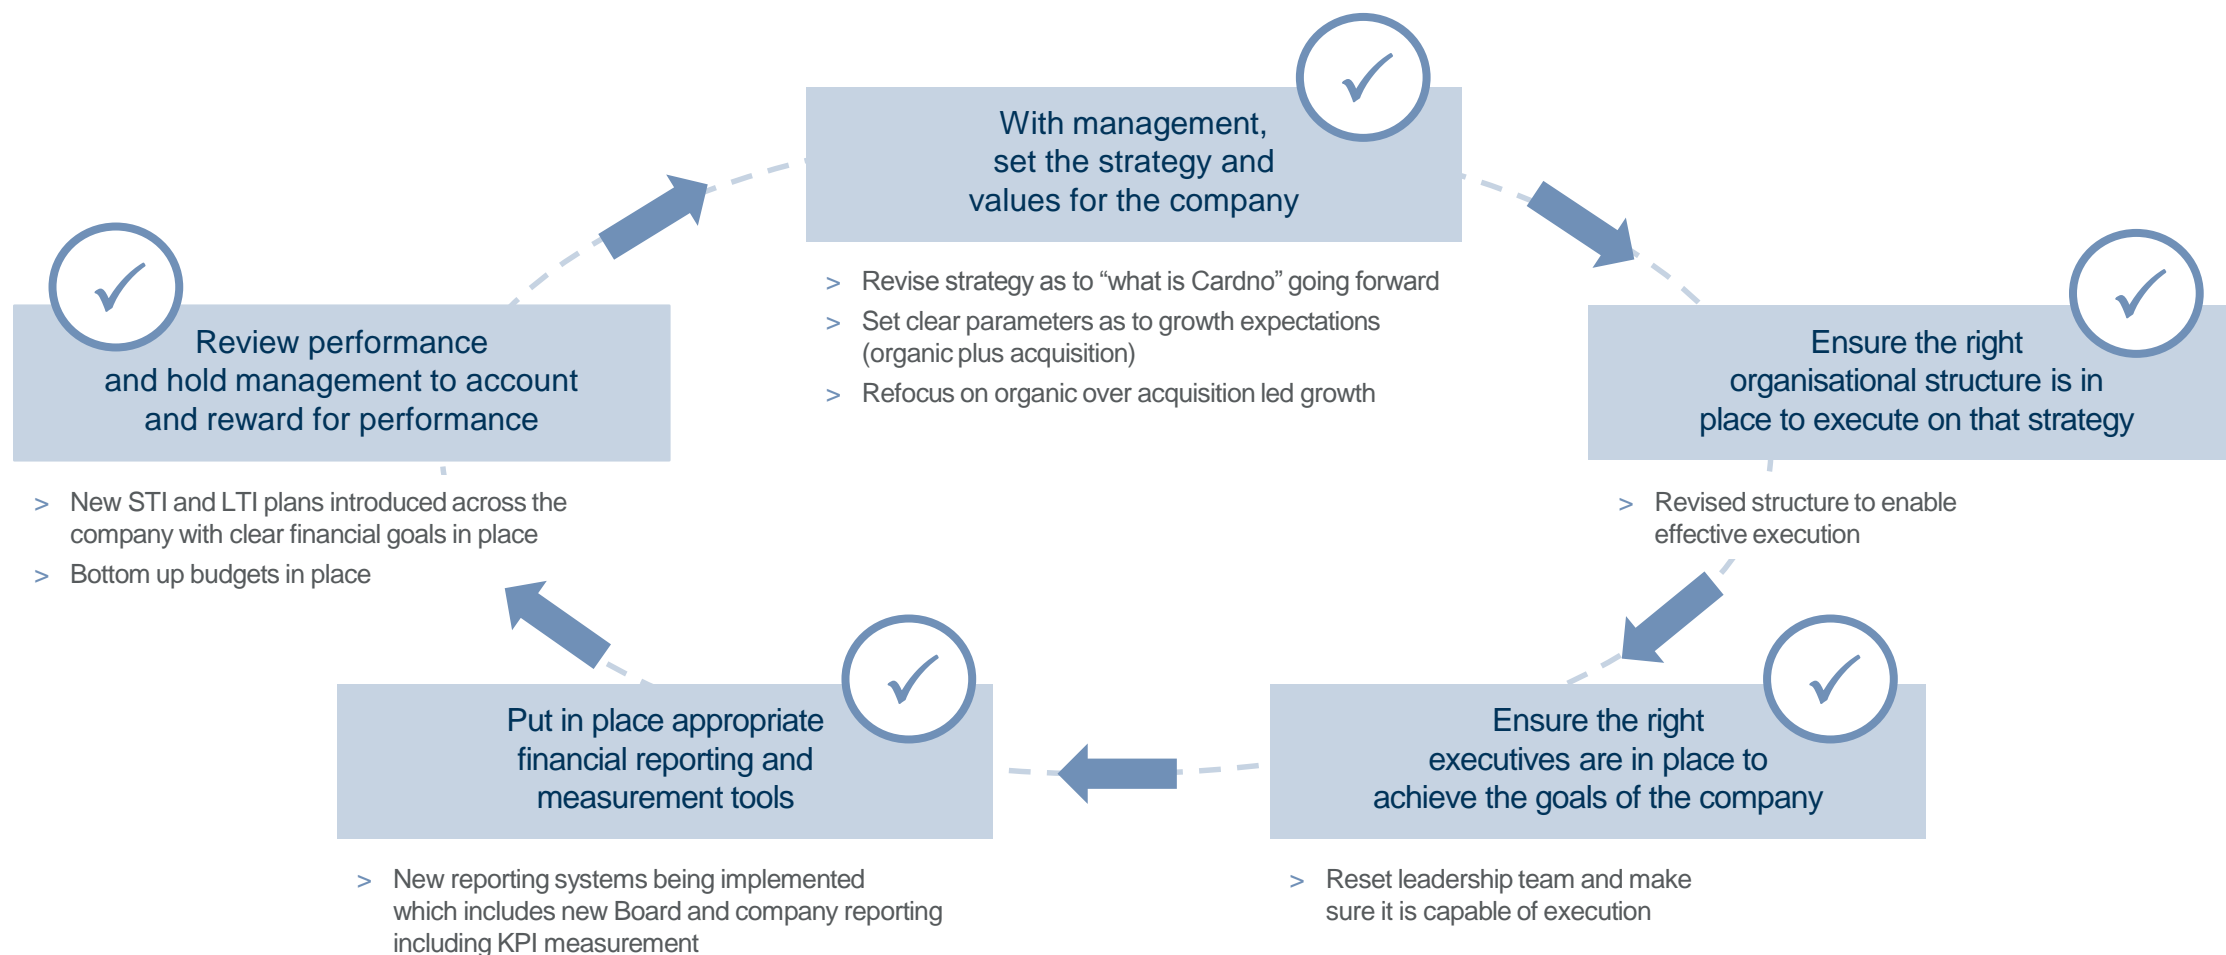 With management,
set the strategy and
values for the company
> Revise strategy as to “what is Cardno” going forward
> Set clear parameters as to growth expectations
(organic plus acquisition)
> Refocus on organic over acquisition led growth
Ensure the right
organisational structure is in
place to execute on that strategy
> Revised structure to enable
effective execution
Ensure the right
executives are in place to
achieve the goals of the company
> Reset leadership team and make
sure it is capable of execution
Put in place appropriate
financial reporting and
measurement tools
> New reporting systems being implemented
which includes new Board and company reporting
including KPI measurement
Review performance
and hold management to account
and reward for performance
> New STI and LTI plans introduced across the
company with clear financial goals in place
> Bottom up budgets in place